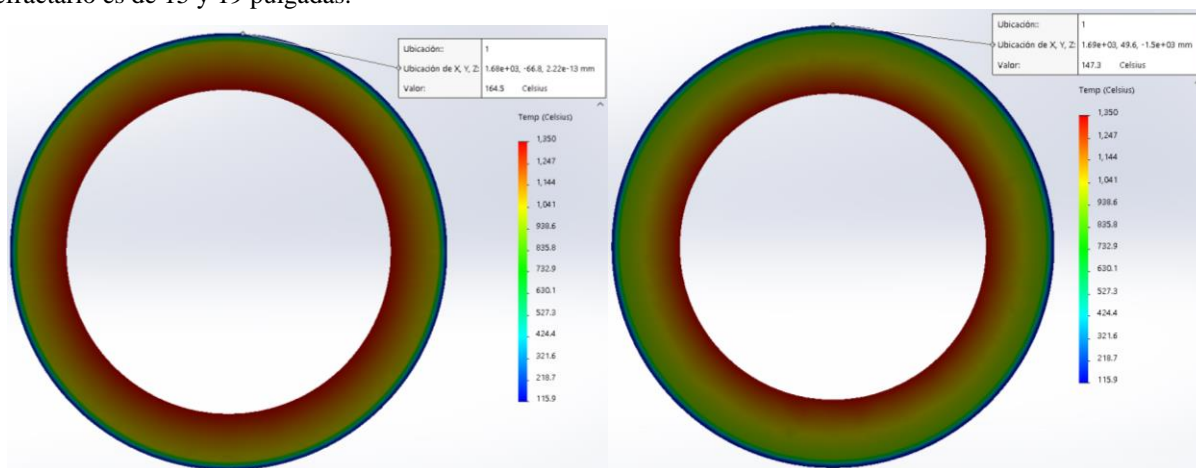 es de 15 y 19 pulgadas.
Ubicación: 1
Ubicación de X, Y, Z: 1.68e+03, -66.8, 2.22e-13 mm
Valor: 164.5 Celsius
Temp (Celsius)
1,350
1,247
1,144
1,041
938.6
835.8
732.9
630.1
527.3
424.4
321.6
218.7
115.9
Ubicación: 1
Ubicación de X, Y, Z: 1.69e+03, 49.6, -1.5e+03 mm
Valor: 147.3 Celsius
Temp (Celsius)
1,350
1,247
1,144
1,041
938.6
835.8
732.9
630.1
527.3
424.4
321.6
218.7
115.9